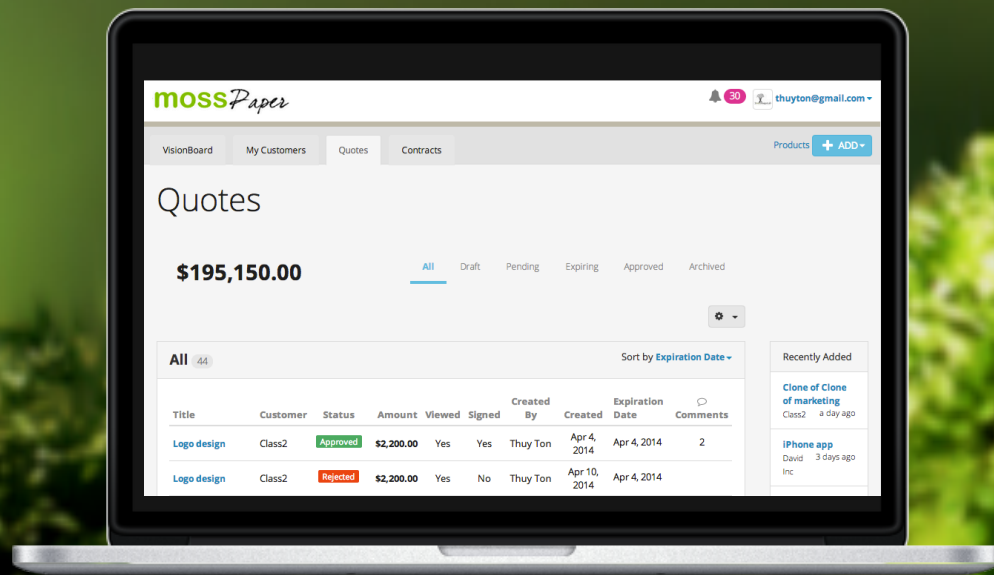 mossPaper
30
thuyton@gmail.com
VisionBoard My Customers Quotes Contracts
Products ADD
Quotes
$195,150.00
All Draft Pending Expiring Approved Archived
All 44
Sort by Expiration Date
Recently Added
Title Customer Status Amount Viewed Signed Created By Created Expiration Date Comments
Logo design Class2 Approved $2,200.00 Yes Yes Thuy Ton Apr 4, 2014 Apr 4, 2014 2
Logo design Class2 Rejected $2,200.00 Yes No Thuy Ton Apr 10, 2014 Apr 4, 2014
Clone of Clone
of marketing
Class2 a day ago
iPhone app
David Inc 3 days ago